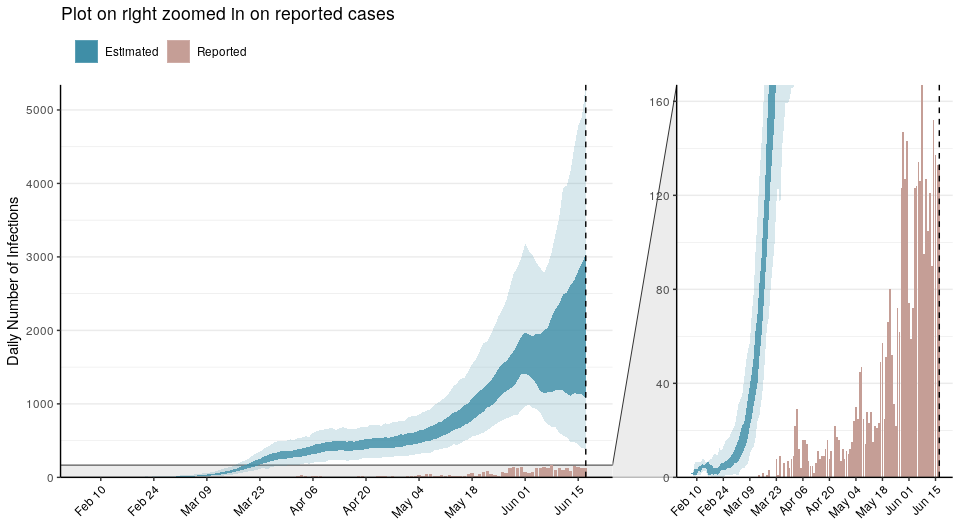 Plot on right zoomed in on reported cases
Estimated Reported
Daily Number of Infections
5000
4000
3000
2000
1000
0
Feb 10 Feb 24 Mar 09 Mar 23 Apr 06 Apr 20 May 04 May 18 Jun 01 Jun 15
160
120
80
40
0
Feb 10 Feb 24 Mar 09 Mar 23 Apr 06 Apr 20 May 04 May 18 Jun 01 Jun 15